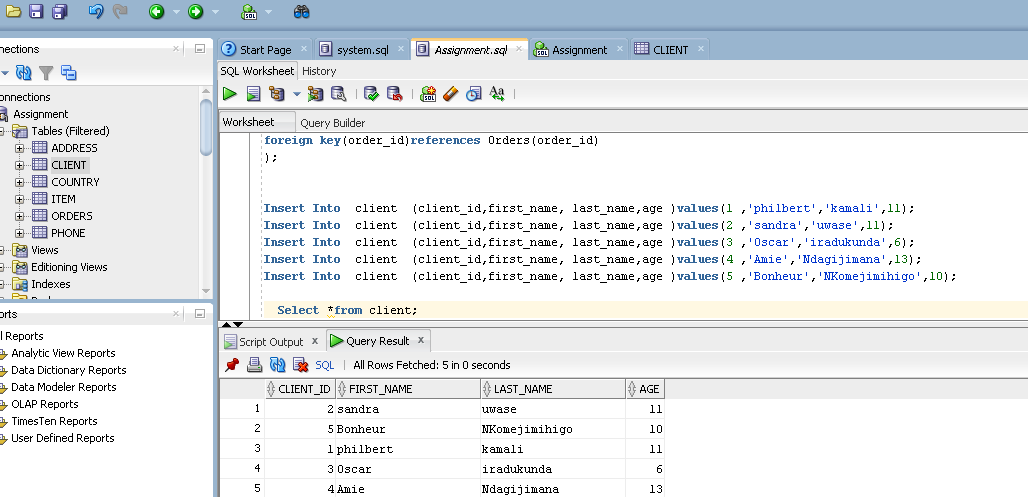 SQL
nnections
Start Page
system.sql
Assignment.sql
Assignment
CLIENT
SQL Worksheet History
onnections
Assignment
Tables (Filtered)
ADDRESS
CLIENT
COUNTRY
ITEM
ORDERS
PHONE
Views
Editioning Views
Indexes
Worksheet Query Builder
foreign key(order_id)references Orders(order_id)
);
Insert Into client (client_id,first_name, last_name,age )values(1 ,'philbert','kamali',11);
Insert Into client (client_id,first_name, last_name,age )values(2 ,'sandra','uwase',11);
Insert Into client (client_id,first_name, last_name,age )values(3 ,'Oscar','iradukunda',6);
Insert Into client (client_id,first_name, last_name,age )values(4 ,'Amie','Ndagijimana',13);
Insert Into client (client_id,first_name, last_name,age )values(5 ,'Bonheur','NKomejimihigo',10);
Select *from client;
orts
l Reports
Analytic View Reports
Data Dictionary Reports
Data Modeler Reports
OLAP Reports
TimesTen Reports
User Defined Reports
Script Output x Query Result x
SQL | All Rows Fetched: 5 in 0 seconds
CLIENT_ID FIRST_NAME LAST_NAME AGE
1 2 sandra uwase 11
2 5 Bonheur NKomejimihigo 10
3 1 philbert kamali 11
4 3 Oscar iradukunda 6
5 4 Amie Ndagijimana 13